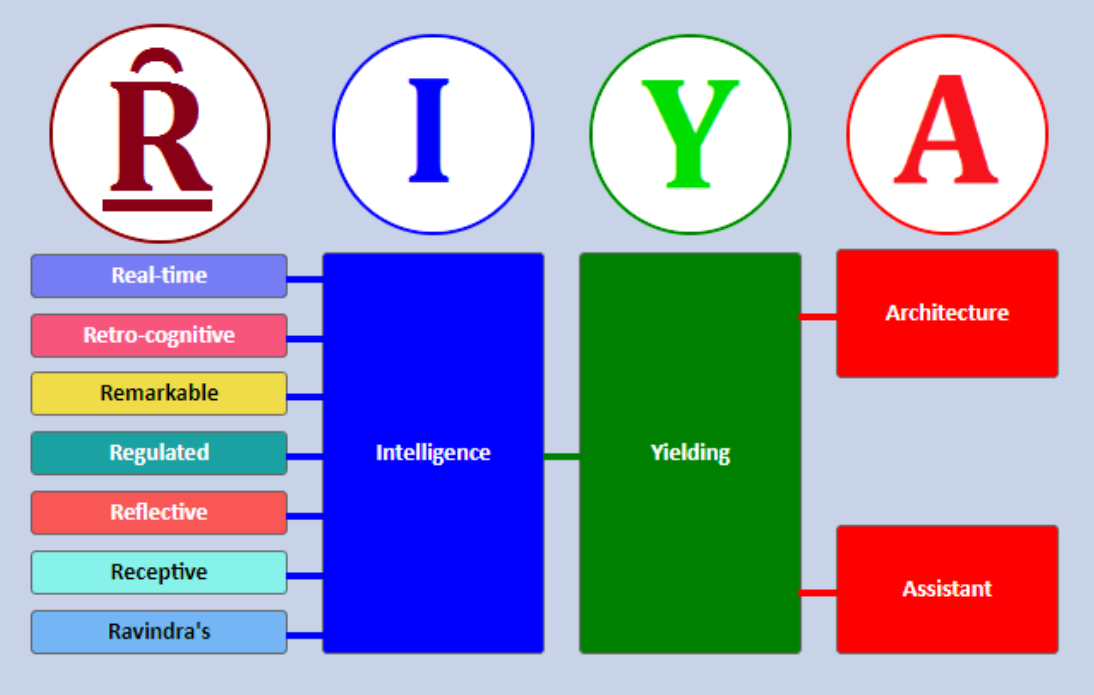 Ȓ̲ I Y A
Real-time
Retro-cognitive
Remarkable
Regulated
Reflective
Receptive
Ravindra's
Intelligence
Yielding
Architecture
Assistant